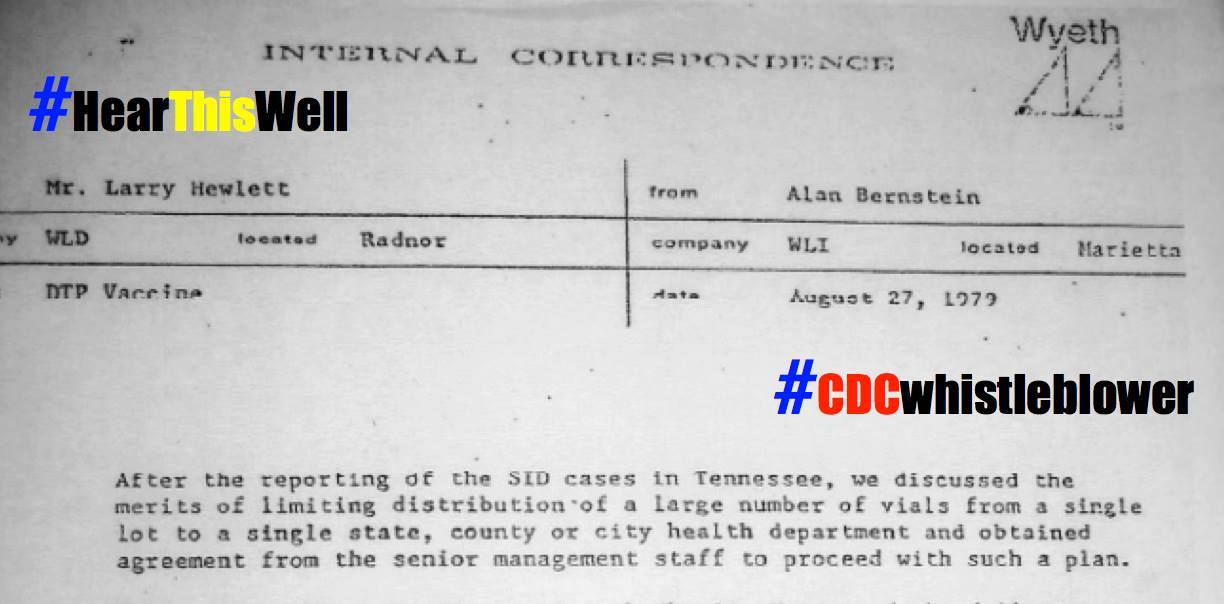 Wyeth
INTERNAL CORRESPONDENCE
#HearThisWell
Mr. Larry Hewlett from Alan Bernstein
WLD located Radnor company WLI located Marietta
DTP Vaccine date August 27, 1979
#CDCwhistleblower
After the reporting of the SID cases in Tennessee, we discussed the
merits of limiting distribution of a large number of vials from a single
lot to a single state, county or city health department and obtained
agreement from the senior management staff to proceed with such a plan.